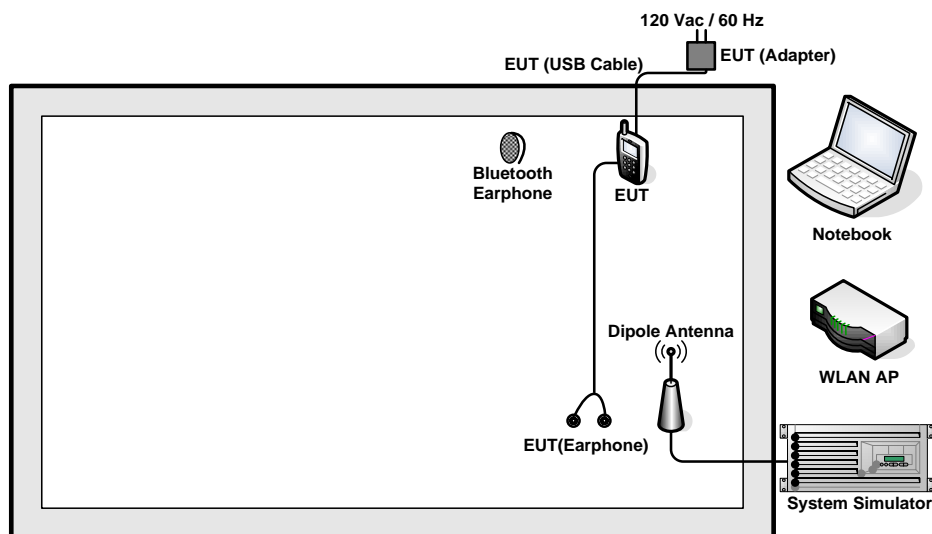 120 Vac / 60 Hz
EUT (USB Cable)
EUT (Adapter)
Bluetooth
Earphone
EUT
Notebook
Dipole Antenna
WLAN AP
EUT(Earphone)
System Simulator